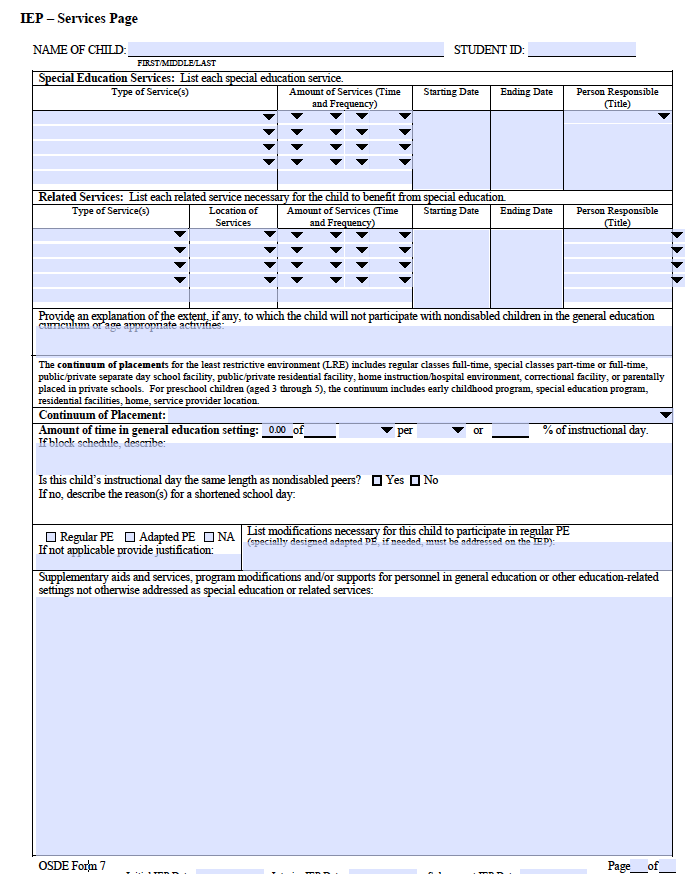 IEP – Services Page
NAME OF CHILD: STUDENT ID:
FIRST/MIDDLE/LAST
Special Education Services: List each special education service.
Type of Service(s) Amount of Services (Time and Frequency) Starting Date Ending Date Person Responsible (Title)
Related Services: List each related service necessary for the child to benefit from special education.
Type of Service(s) Location of Services Amount of Services (Time and Frequency) Starting Date Ending Date Person Responsible (Title)
Provide an explanation of the extent, if any, to which the child will not participate with nondisabled children in the general education
curriculum or age appropriate activities:
The continuum of placements for the least restrictive environment (LRE) includes regular classes full-time, special classes part-time or full-time,
public/private separate day school facility, public/private residential facility, home instruction/hospital environment, correctional facility, or parentally
placed in private schools. For preschool children (aged 3 through 5), the continuum includes early childhood program, special education program,
residential facilities, home, service provider location.
Continuum of Placement:
Amount of time in general education setting: 0.00 of per or % of instructional day.
If block schedule, describe:
Is this child's instructional day the same length as nondisabled peers? Yes No
If no, describe the reason(s) for a shortened school day:
Regular PE Adapted PE NA
If not applicable provide justification:
List modifications necessary for this child to participate in regular PE
(specially designed adapted PE, if needed, must be addressed on the IEP):
Supplementary aids and services, program modifications and/or supports for personnel in general education or other education-related
settings not otherwise addressed as special education or related services:
OSDE Form 7 Page of